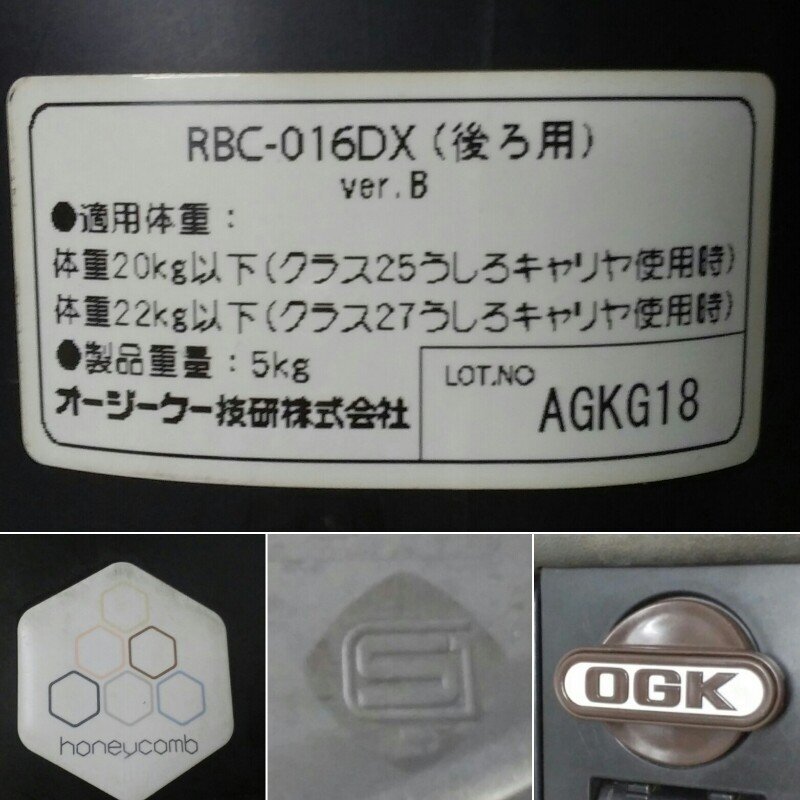 RBC-016DX(後ろ用)
ver.B
●適用体重:
体重20kg以下(クラス25うしろキャリヤ使用時)
体重22kg以下(クラス27うしろキャリヤ使用時)
●製品重量:5kg
オージーケー技研株式会社
LOT.NO
AGKG18
honeycomb
SG
OGK